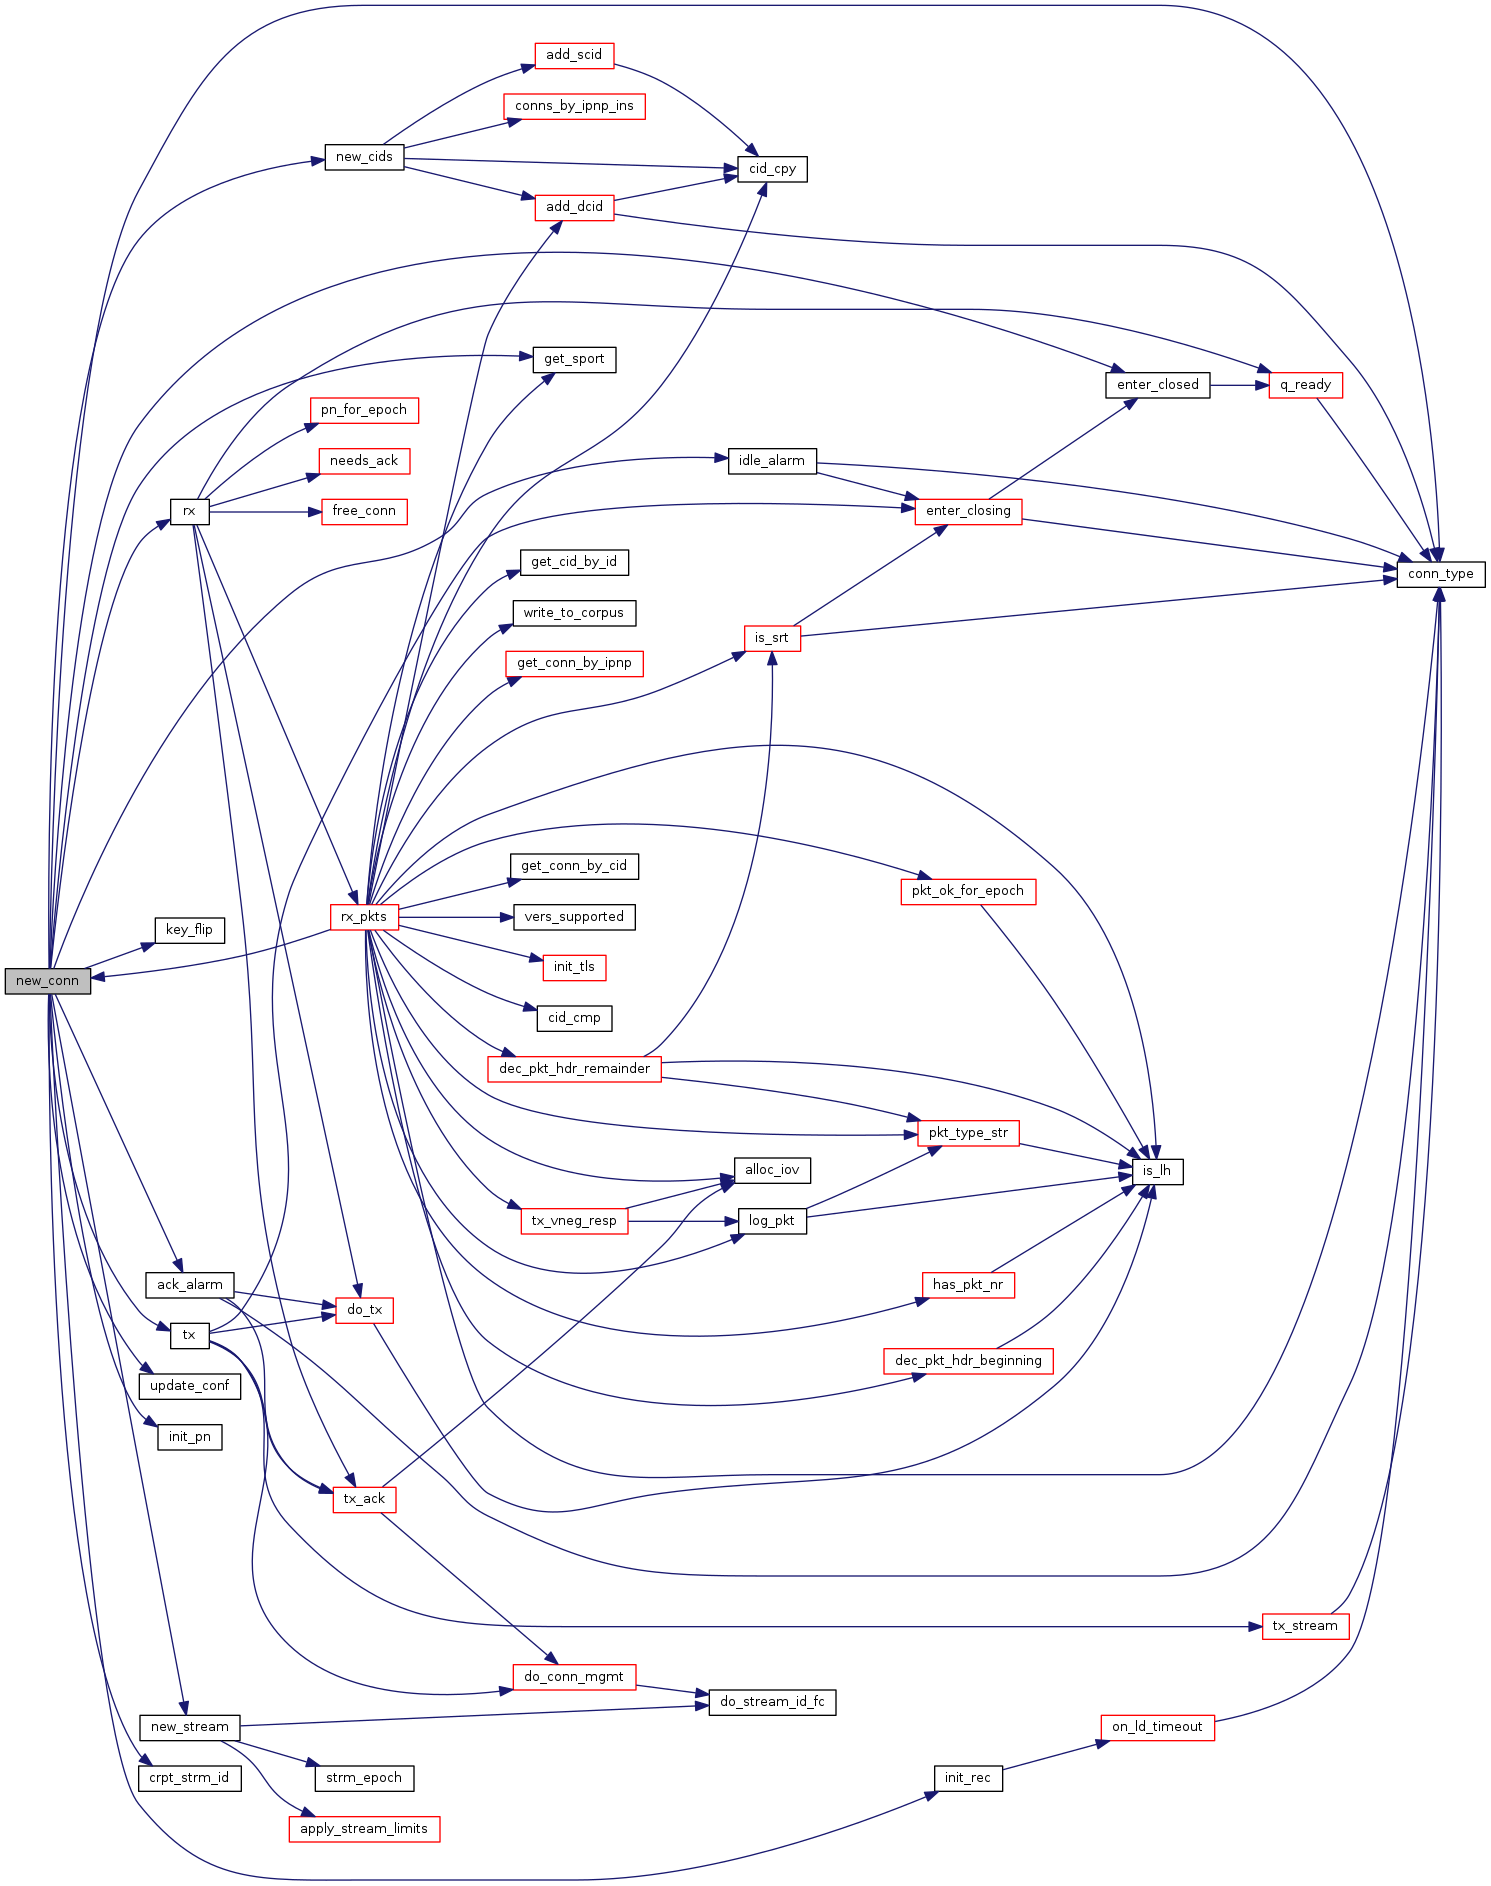 add_scid
conns_by_ipnp_ins
new_cids
cid_cpy
add_dcid
get_sport
enter_closed
q_ready
pn_for_epoch
needs_ack
idle_alarm
rx
free_conn
enter_closing
get_cid_by_id
conn_type
write_to_corpus
is_srt
get_conn_by_ipnp
get_conn_by_cid
pkt_ok_for_epoch
rx_pkts
vers_supported
key_flip
init_tls
new_conn
cid_cmp
dec_pkt_hdr_remainder
pkt_type_str
alloc_iov
is_lh
tx_vneg_resp
log_pkt
ack_alarm
has_pkt_nr
do_tx
tx
dec_pkt_hdr_beginning
update_conf
init_pn
tx_ack
tx_stream
do_conn_mgmt
do_stream_id_fc
new_stream
on_ld_timeout
crpt_strm_id
strm_epoch
init_rec
apply_stream_limits